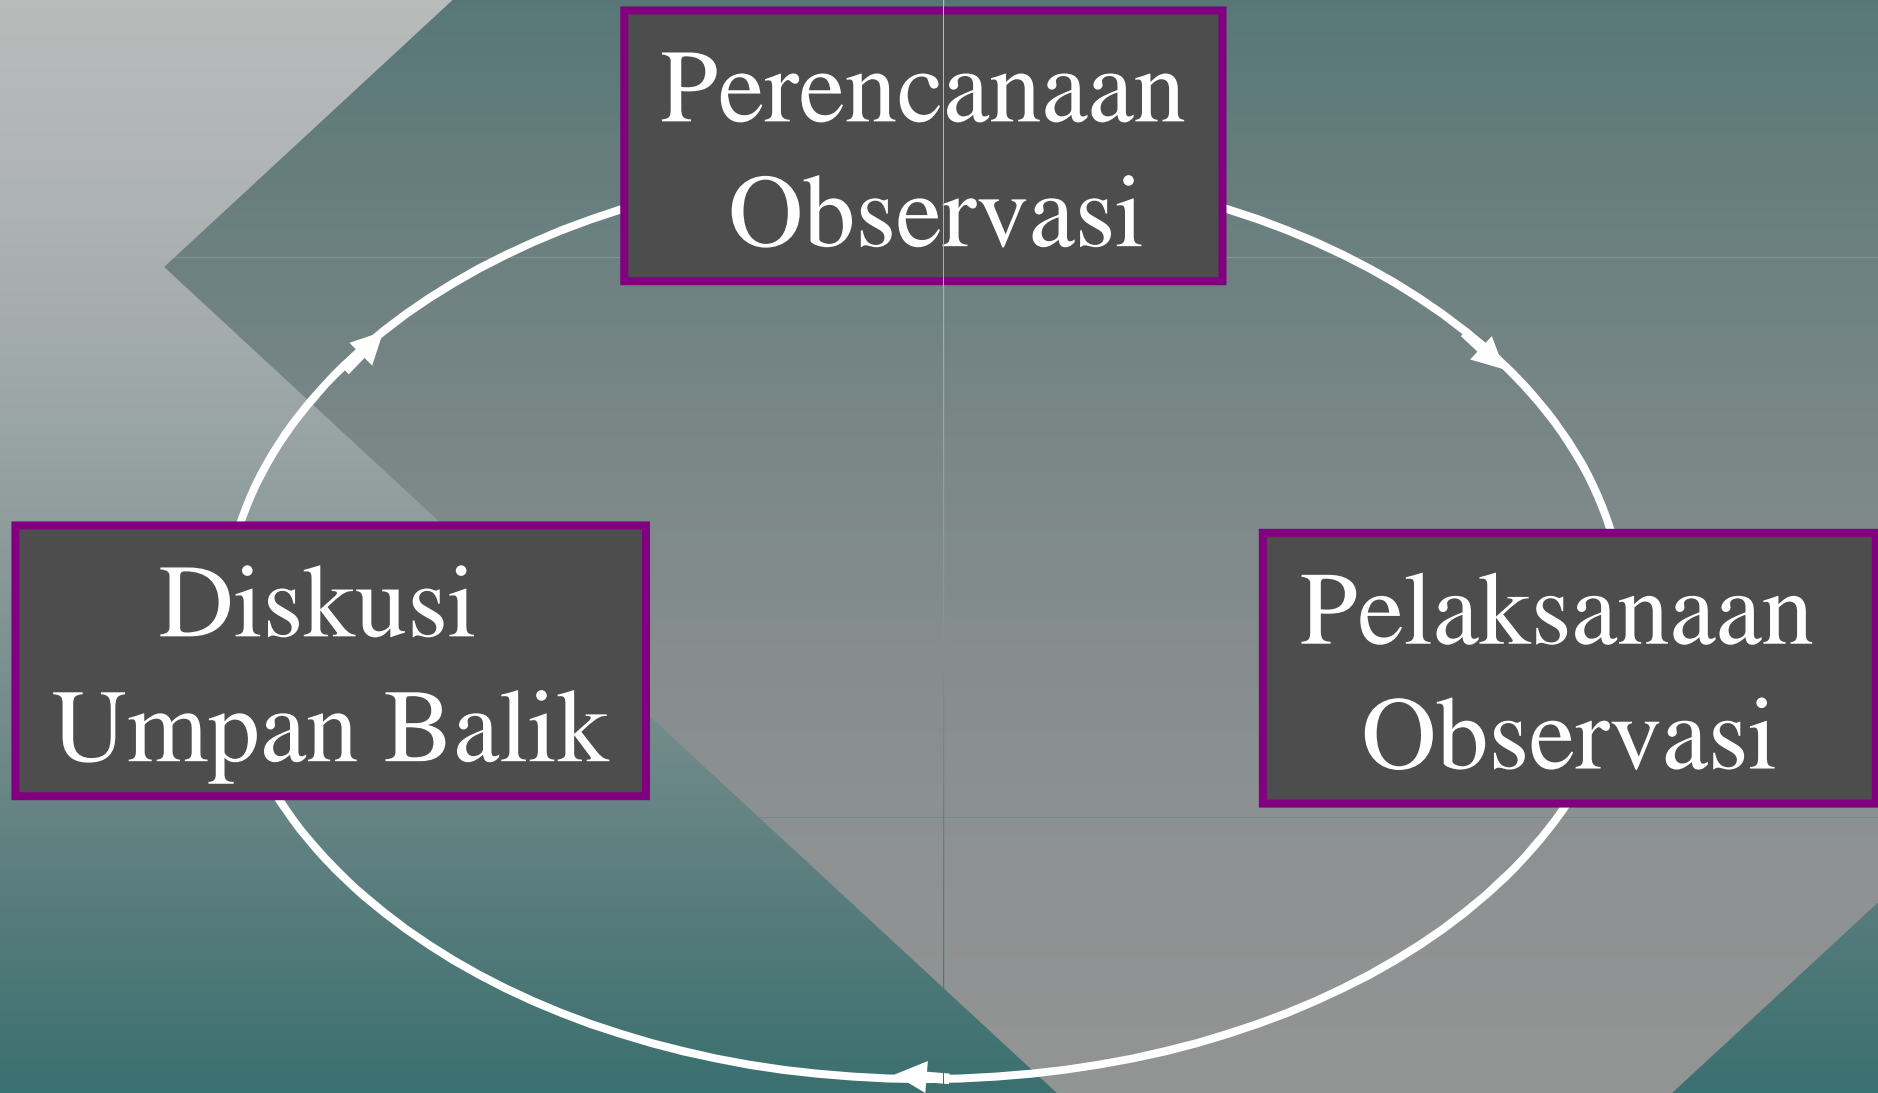 Perencanaan
Observasi
Diskusi
Umpan Balik
Pelaksanaan
Observasi